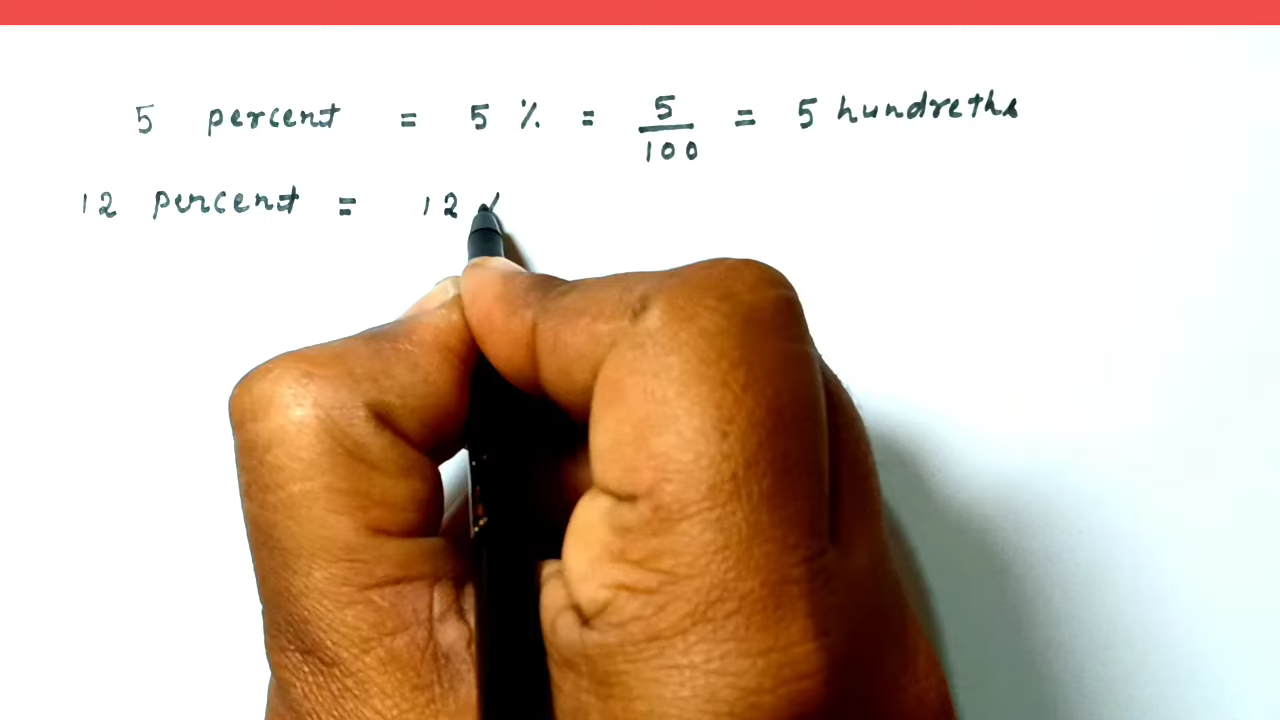 5 percent = 5 % = 5/100 = 5 hundreths
12 percent = 12 %